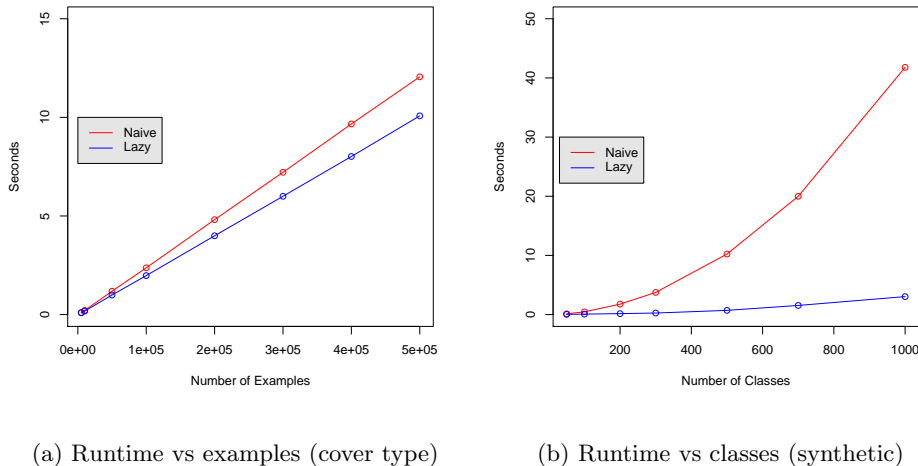 15
10
5
0
Seconds
Naive
Lazy
0e+00 1e+05 2e+05 3e+05 4e+05 5e+05
Number of Examples
(a) Runtime vs examples (cover type)
50
40
30
20
10
0
Seconds
Naive
Lazy
200 400 600 800 1000
Number of Classes
(b) Runtime vs classes (synthetic)